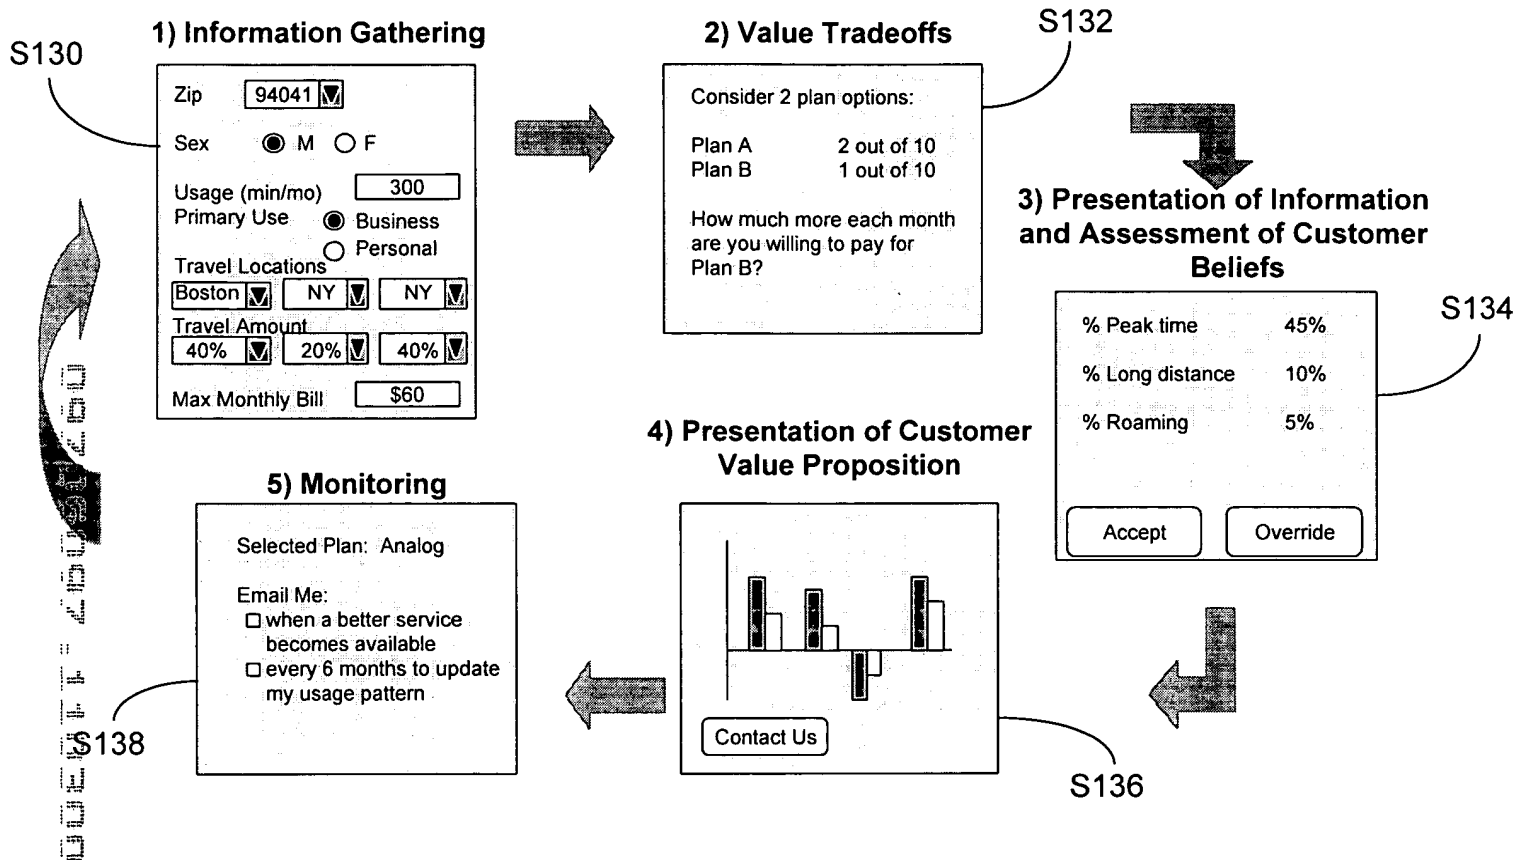 1) Information Gathering
S130
Zip 94041
Sex M F
Usage (min/mo) 300
Primary Use Business
Personal
Travel Locations
Boston NY NY
Travel Amount
40% 20% 40%
Max Monthly Bill $60
2) Value Tradeoffs
S132
Consider 2 plan options:
Plan A 2 out of 10
Plan B 1 out of 10
How much more each month
are you willing to pay for
Plan B?
3) Presentation of Information
and Assessment of Customer
Beliefs
S134
% Peak time 45%
% Long distance 10%
% Roaming 5%
Accept Override
4) Presentation of Customer
Value Proposition
Contact Us
S136
5) Monitoring
Selected Plan: Analog
Email Me:
when a better service
becomes available
every 6 months to update
my usage pattern
S138